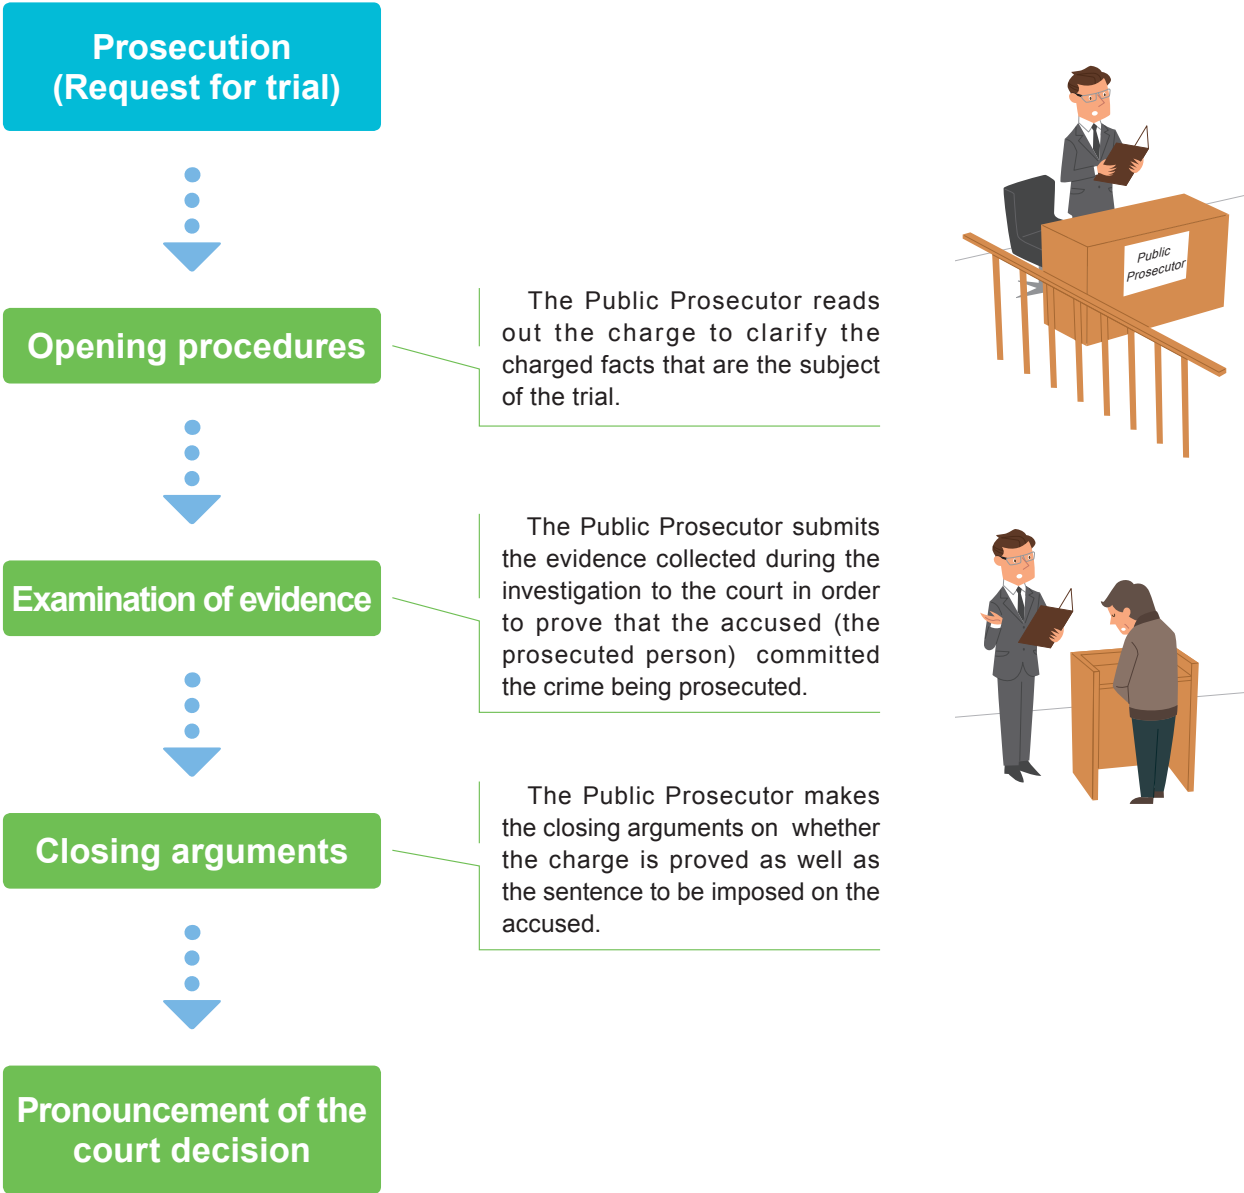 Prosecution
(Request for trial)
Public
Prosecutor
Opening procedures
The Public Prosecutor reads
out the charge to clarify the
charged facts that are the subject
of the trial.
Examination of evidence
The Public Prosecutor submits
the evidence collected during the
investigation to the court in order
to prove that the accused (the
prosecuted person) committed
the crime being prosecuted.
Closing arguments
The Public Prosecutor makes
the closing arguments on whether
the charge is proved as well as
the sentence to be imposed on the
accused.
Pronouncement of the
court decision